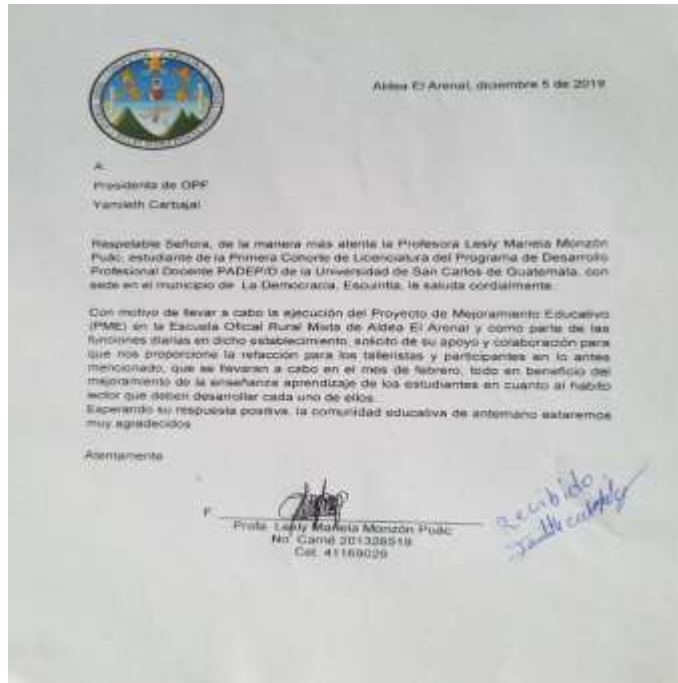 Aldea El Arenal, diciembre 5 de 2019
A
Presidenta de OPF
Yamileth Carbajal
Respetable Señora, de la manera más atenta la Profesora Lesly Mariela Monzón
Puác, estudiante de la Primera Cohorte de Licenciatura del Programa de Desarrollo
Profesional Docente PADEP/D de la Universidad de San Carlos de Guatemala, con
sede en el municipio de La Democracia, Escuintla, la saluda cordialmente.
Con motivo de llevar a cabo la ejecución del Proyecto de Mejoramiento Educativo
(PME) en la Escuela Oficial Rural Mixta de Aldea El Arenal y como parte de las
funciones diarias en dicho establecimiento, solicito de su apoyo y colaboración para
que nos proporcione la refacción para los talleristas y participantes en lo antes
mencionado, que se llevaran a cabo en el mes de febrero, todo en beneficio del
mejoramiento de la enseñanza aprendizaje de los estudiantes en cuanto al hábito
lector que deben desarrollar cada uno de ellos.
Esperando su respuesta positiva, la comunidad educativa de antemano estaremos
muy agradecidos
Atentamente
F.
Profa. Lesly Mariela Monzón Puác
No. Carné 201328519
Cel. 41169029
Recibido